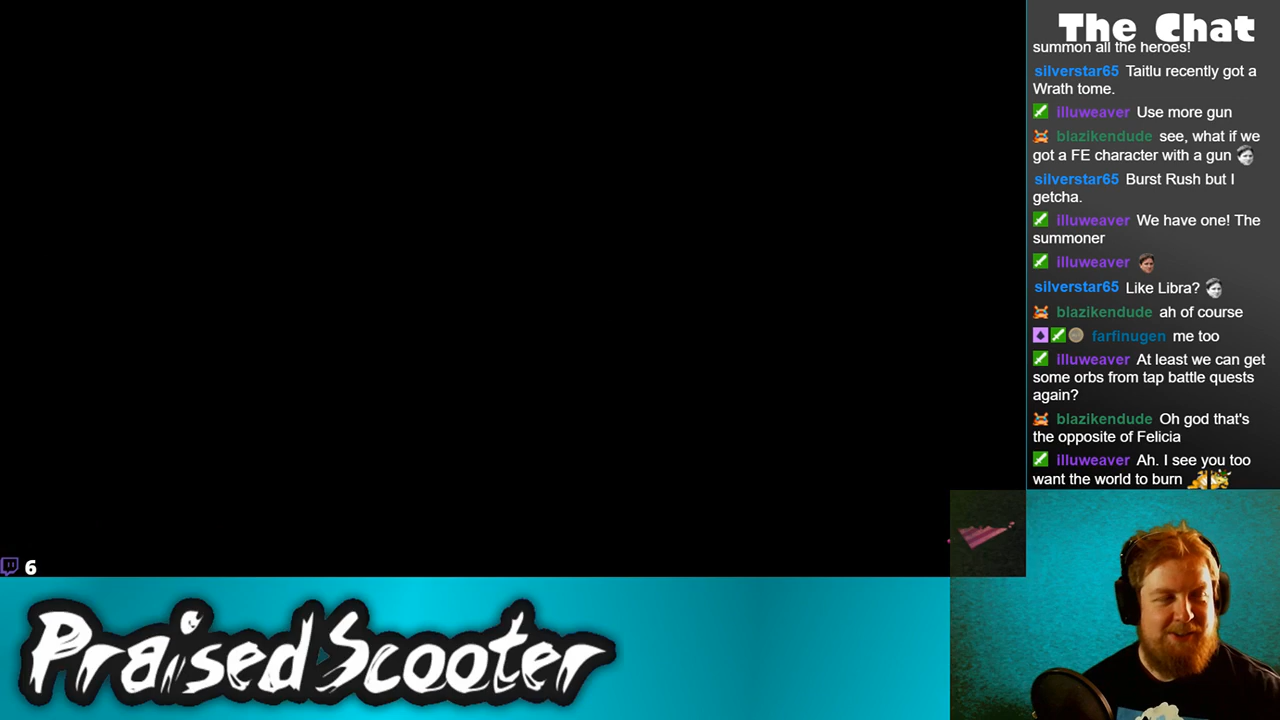 The Chat
summon all the heroes!
silverstar65 Taitlu recently got a
Wrath tome.
illuweaver Use more gun
blazikendude see, what if we
got a FE character with a gun
silverstar65 Burst Rush but I
getcha.
illuweaver We have one! The
summoner
illuweaver
silverstar65 Like Libra?
blazikendude ah of course
farfinugen me too
illuweaver At least we can get
some orbs from tap battle quests
again?
blazikendude Oh god that's
the opposite of Felicia
illuweaver Ah. I see you too
want the world to burn
6
PraisedScooter